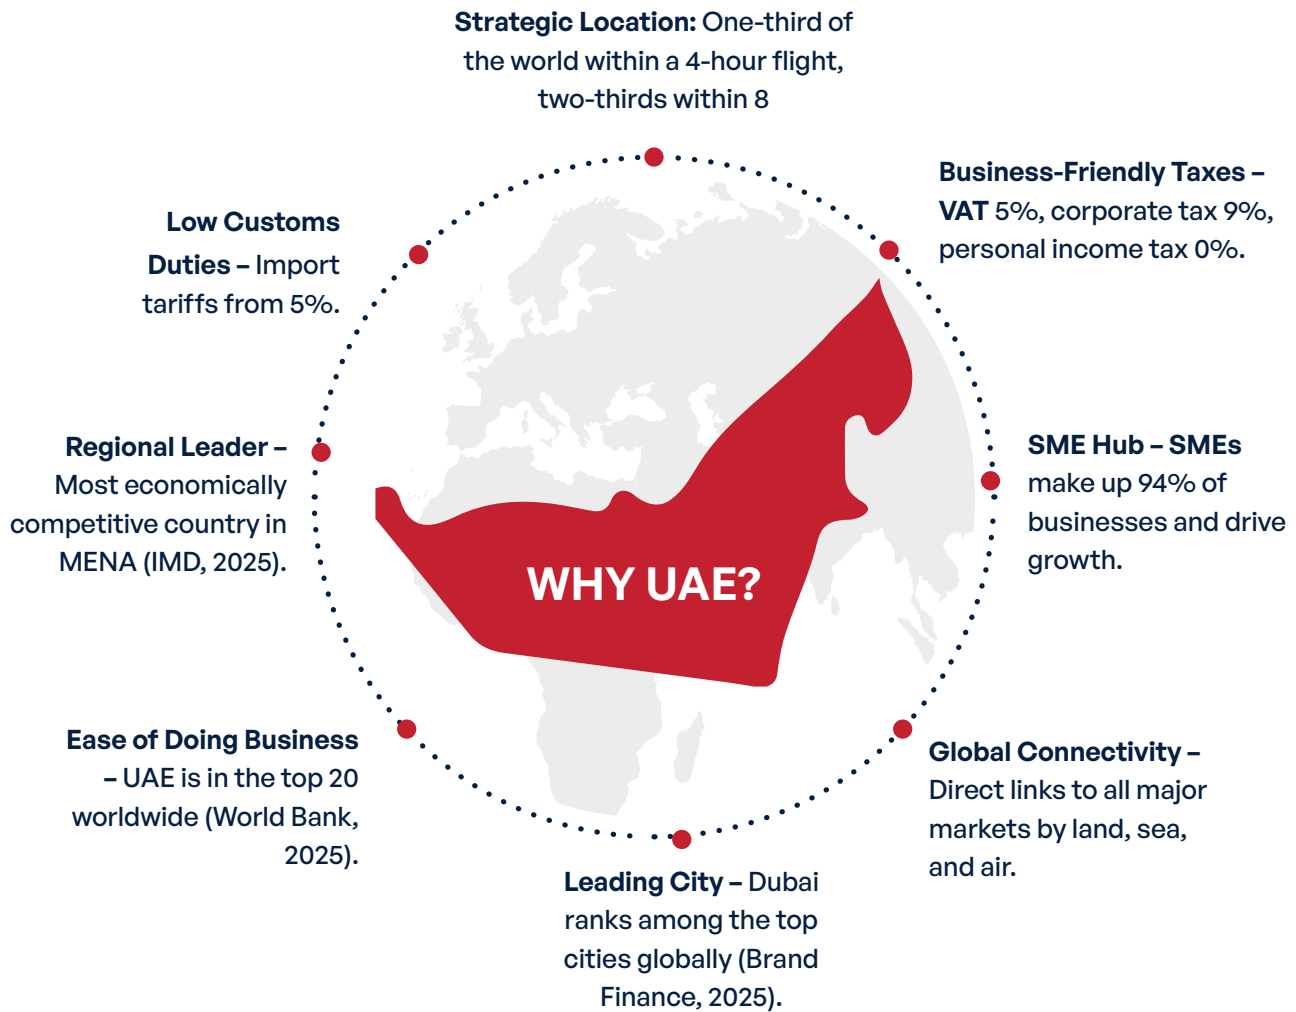 Strategic Location: One-third of
the world within a 4-hour flight,
two-thirds within 8
Business-Friendly Taxes –
VAT 5%, corporate tax 9%,
personal income tax 0%.
Low Customs
Duties – Import
tariffs from 5%.
Regional Leader –
Most economically
competitive country in
MENA (IMD, 2025).
SME Hub – SMEs
make up 94% of
businesses and drive
growth.
WHY UAE?
Ease of Doing Business
– UAE is in the top 20
worldwide (World Bank,
2025).
Global Connectivity –
Direct links to all major
markets by land, sea,
and air.
Leading City – Dubai
ranks among the top
cities globally (Brand
Finance, 2025).